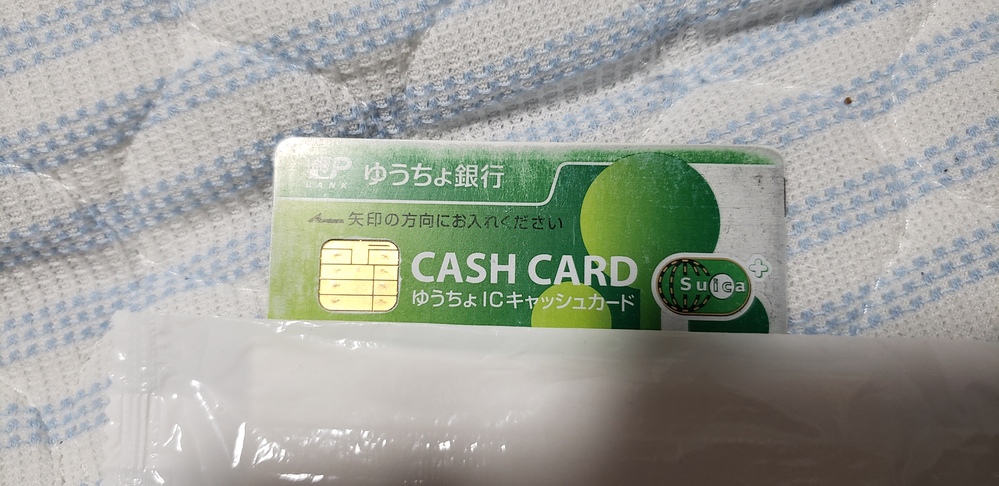 JP
BANK
ゆうちょ銀行
矢印の方向にお入れください
CASH CARD
ゆうちょICキャッシュカード
Suica